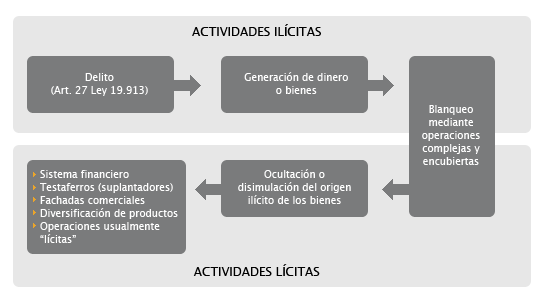 ACTIVIDADES ILÍCITAS
Delito
(Art. 27 Ley 19.913)
Generación de dinero
o bienes
Blanqueo
mediante
operaciones
complejas y
encubiertas
Ocultación o
disimulación del origen
ilícito de los bienes
Sistema financiero
Testaferros (suplantadores)
Fachadas comerciales
Diversificación de productos
Operaciones usualmente
“lícitas”
ACTIVIDADES LÍCITAS